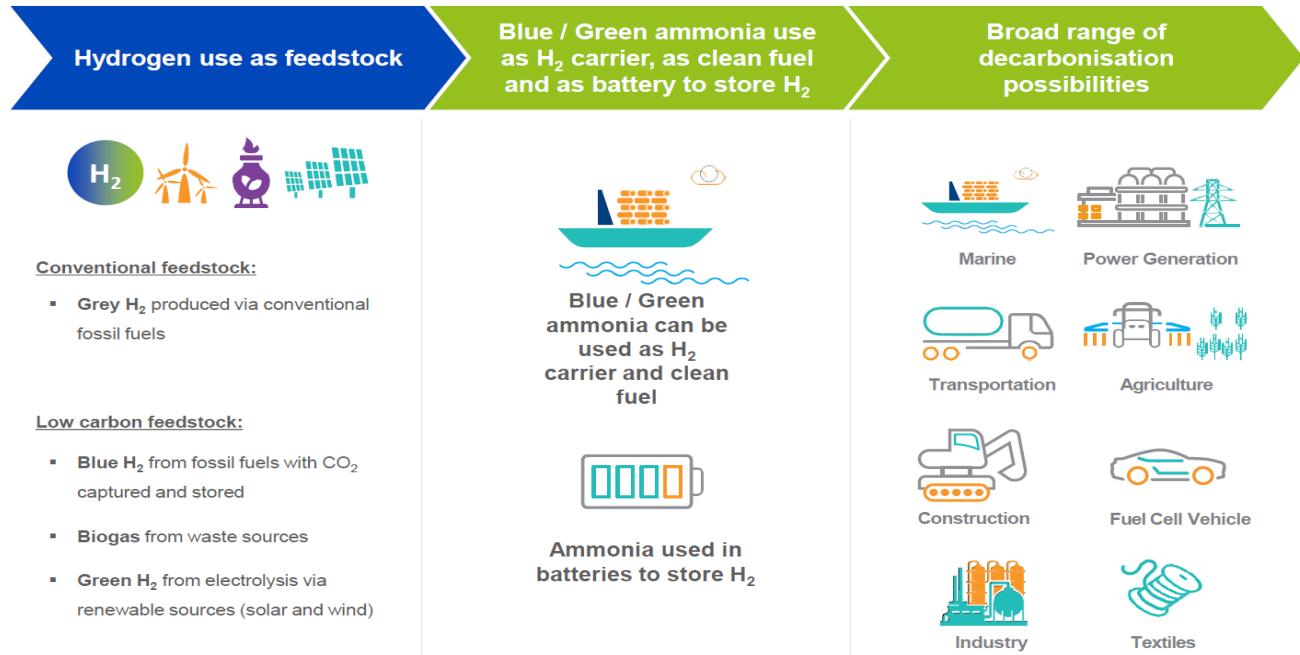 Hydrogen use as feedstock
Blue / Green ammonia use
as H₂ carrier, as clean fuel
and as battery to store H₂
Broad range of
decarbonisation
possibilities
H₂
Conventional feedstock:
▪ Grey H₂ produced via conventional
fossil fuels
Low carbon feedstock:
▪ Blue H₂ from fossil fuels with CO₂
captured and stored
▪ Biogas from waste sources
▪ Green H₂ from electrolysis via
renewable sources (solar and wind)
Blue / Green
ammonia can be
used as H₂
carrier and clean
fuel
Ammonia used in
batteries to store H₂
Marine
Power Generation
Transportation
Agriculture
Construction
Fuel Cell Vehicle
Industry
Textiles